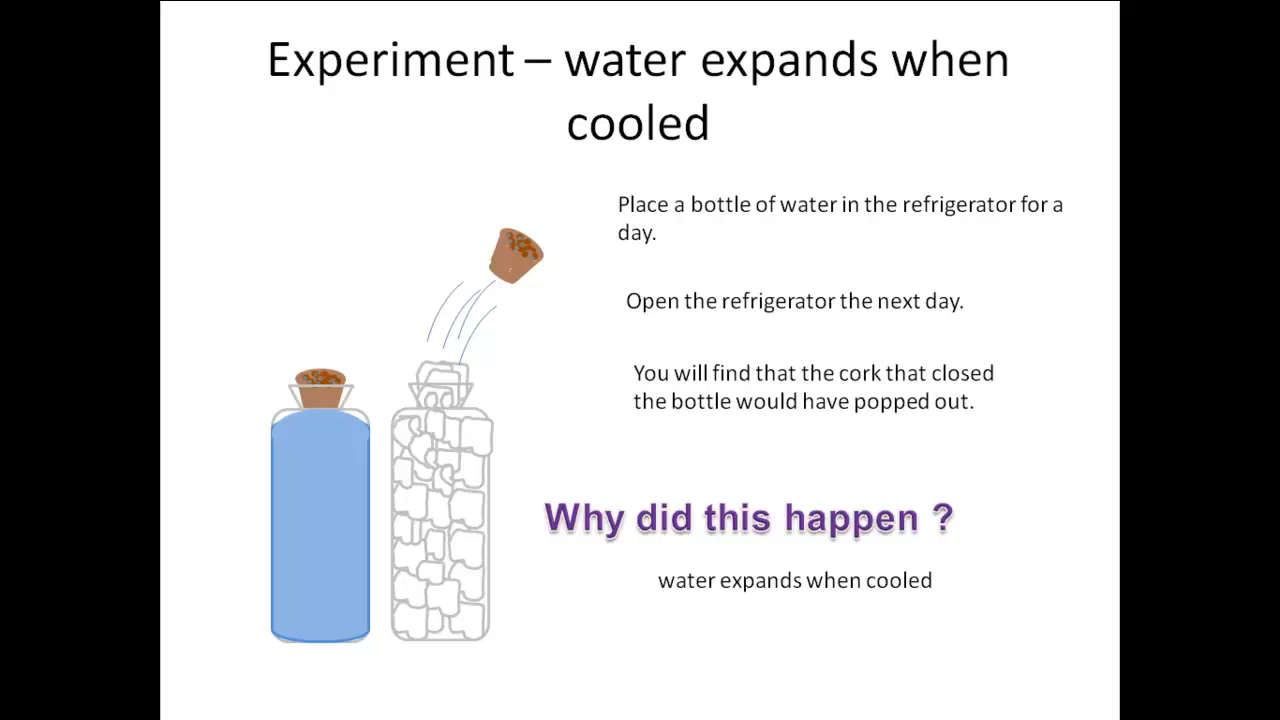 Experiment – water expands when
cooled
Place a bottle of water in the refrigerator for a
day.
Open the refrigerator the next day.
You will find that the cork that closed
the bottle would have popped out.
Why did this happen ?
water expands when cooled